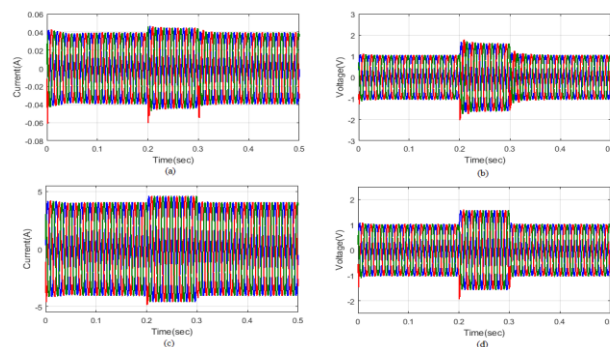 0.06
0.04
0.02
0
-0.02
-0.04
-0.06
-0.08
Current(A)
0 0.1 0.2 0.3 0.4 0.5
Time(sec)
(a)
3
2
1
0
-1
-2
-3
Voltage(V)
0 0.1 0.2 0.3 0.4 0.5
Time(sec)
(b)
5
0
-5
Current(A)
0 0.1 0.2 0.3 0.4 0.5
Time(sec)
(c)
2
1
0
-1
-2
Voltage(V)
0 0.1 0.2 0.3 0.4 0.5
Time(sec)
(d)